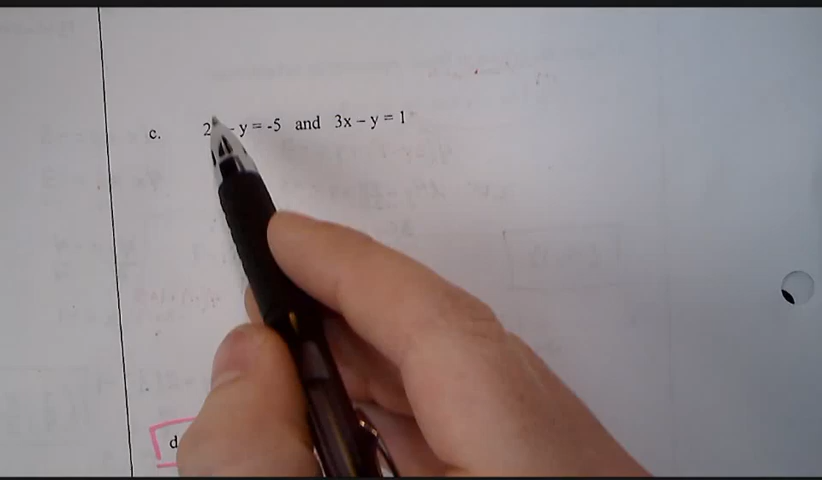 c. 2 - y = -5 and 3x – y = 1
d